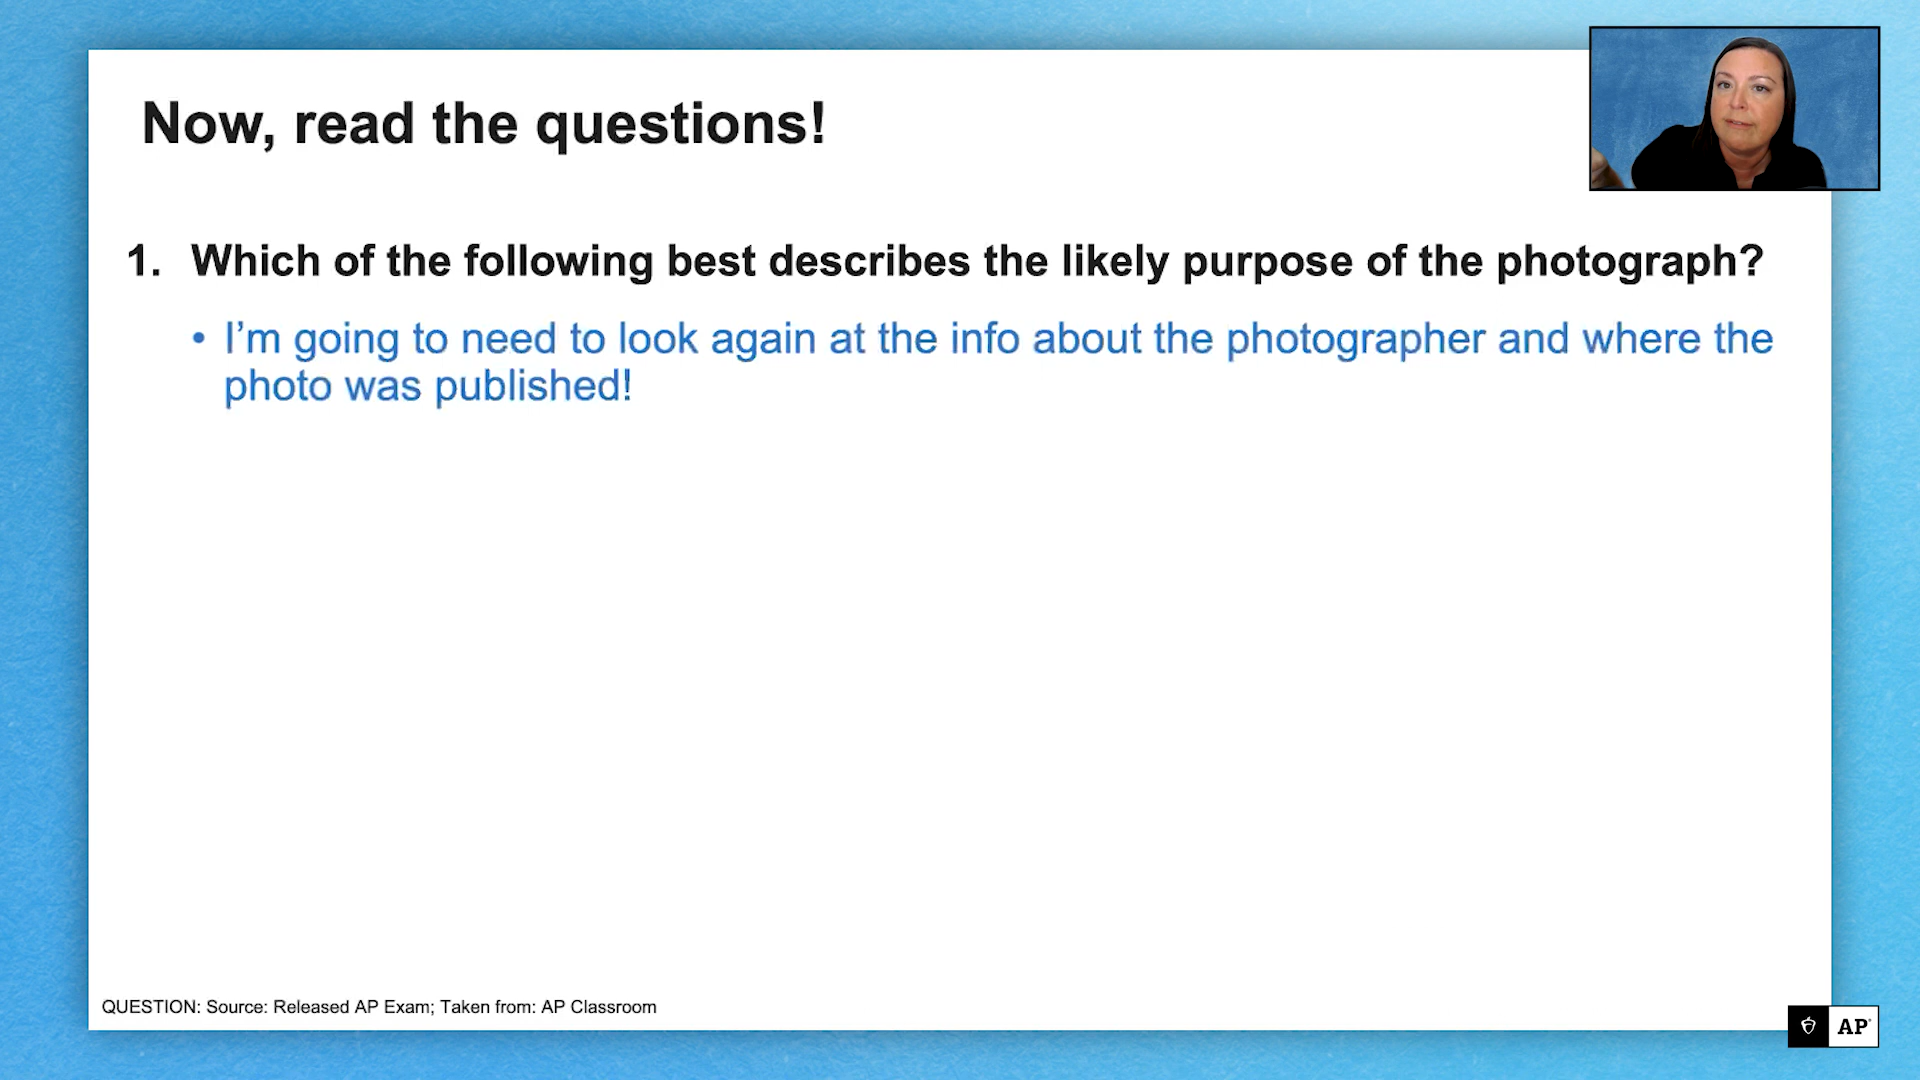 Now, read the questions!
1. Which of the following best describes the likely purpose of the photograph?
• I’m going to need to look again at the info about the photographer and where the
photo was published!
QUESTION: Source: Released AP Exam; Taken from: AP Classroom
AP